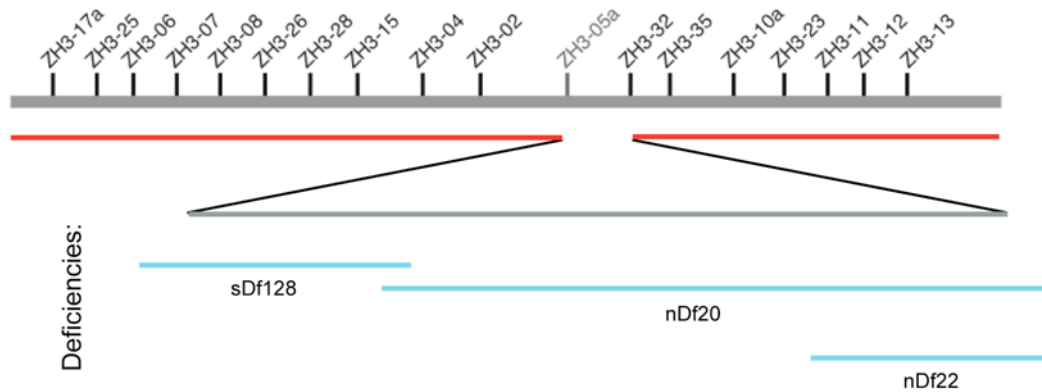 ZH3-17a
ZH3-25
ZH3-06
ZH3-07
ZH3-08
ZH3-26
ZH3-28
ZH3-15
ZH3-04
ZH3-02
ZH3-05a
ZH3-32
ZH3-35
ZH3-10a
ZH3-23
ZH3-11
ZH3-12
ZH3-13
Deficiencies:
sDf128
nDf20
nDf22